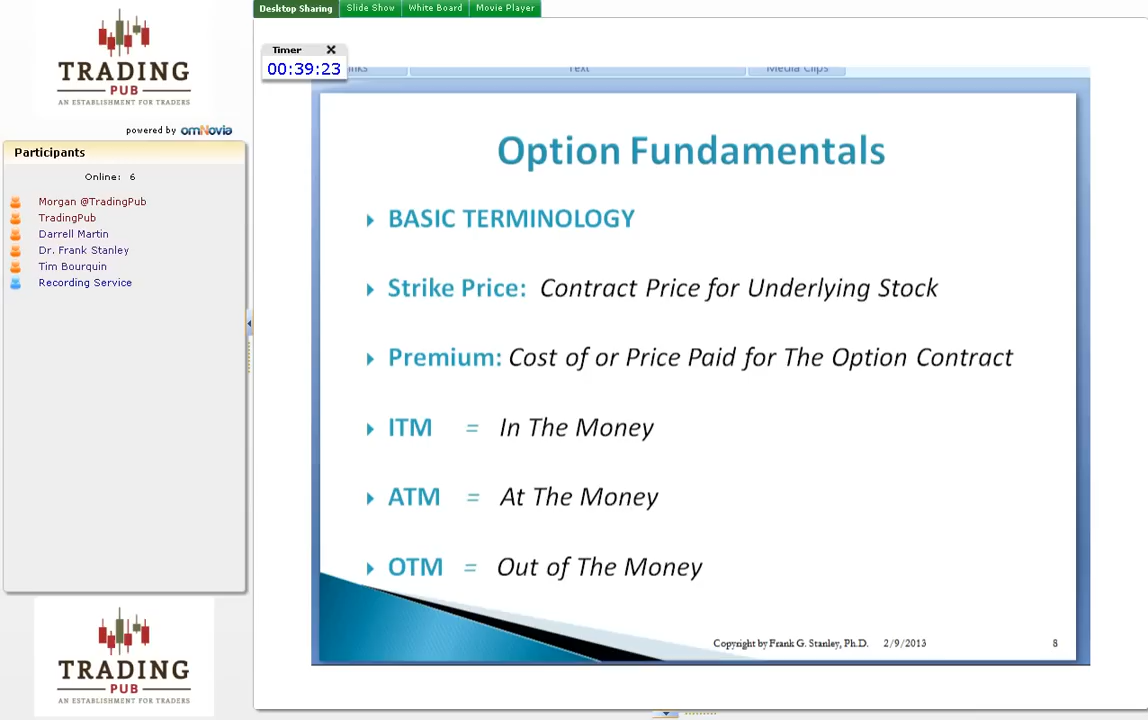 Desktop Sharing
Slide Show
White Board
Movie Player
TRADING
PUB
AN ESTABLISHMENT FOR TRADERS
powered by omNovia
Participants
Online: 6
Morgan @TradingPub
TradingPub
Darrell Martin
Dr. Frank Stanley
Tim Bourquin
Recording Service
TRADING
PUB
AN ESTABLISHMENT FOR TRADERS
Timer
00:39:23
Text
Media Clips
Option Fundamentals
BASIC TERMINOLOGY
Strike Price: Contract Price for Underlying Stock
Premium: Cost of or Price Paid for The Option Contract
ITM = In The Money
ATM = At The Money
OTM = Out of The Money
Copyright by Frank G. Stanley, Ph.D. 2/9/2013 8